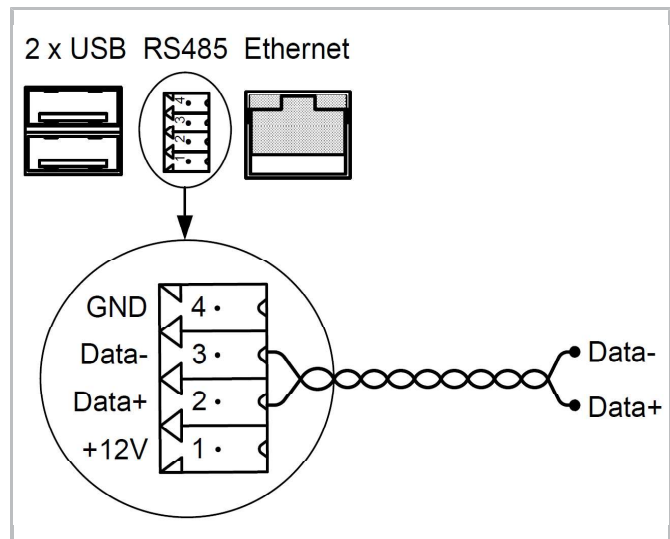 2 x USB RS485 Ethernet
4
3
2
1
GND 4
Data- 3 Data-
Data+ 2 Data+
+12V 1